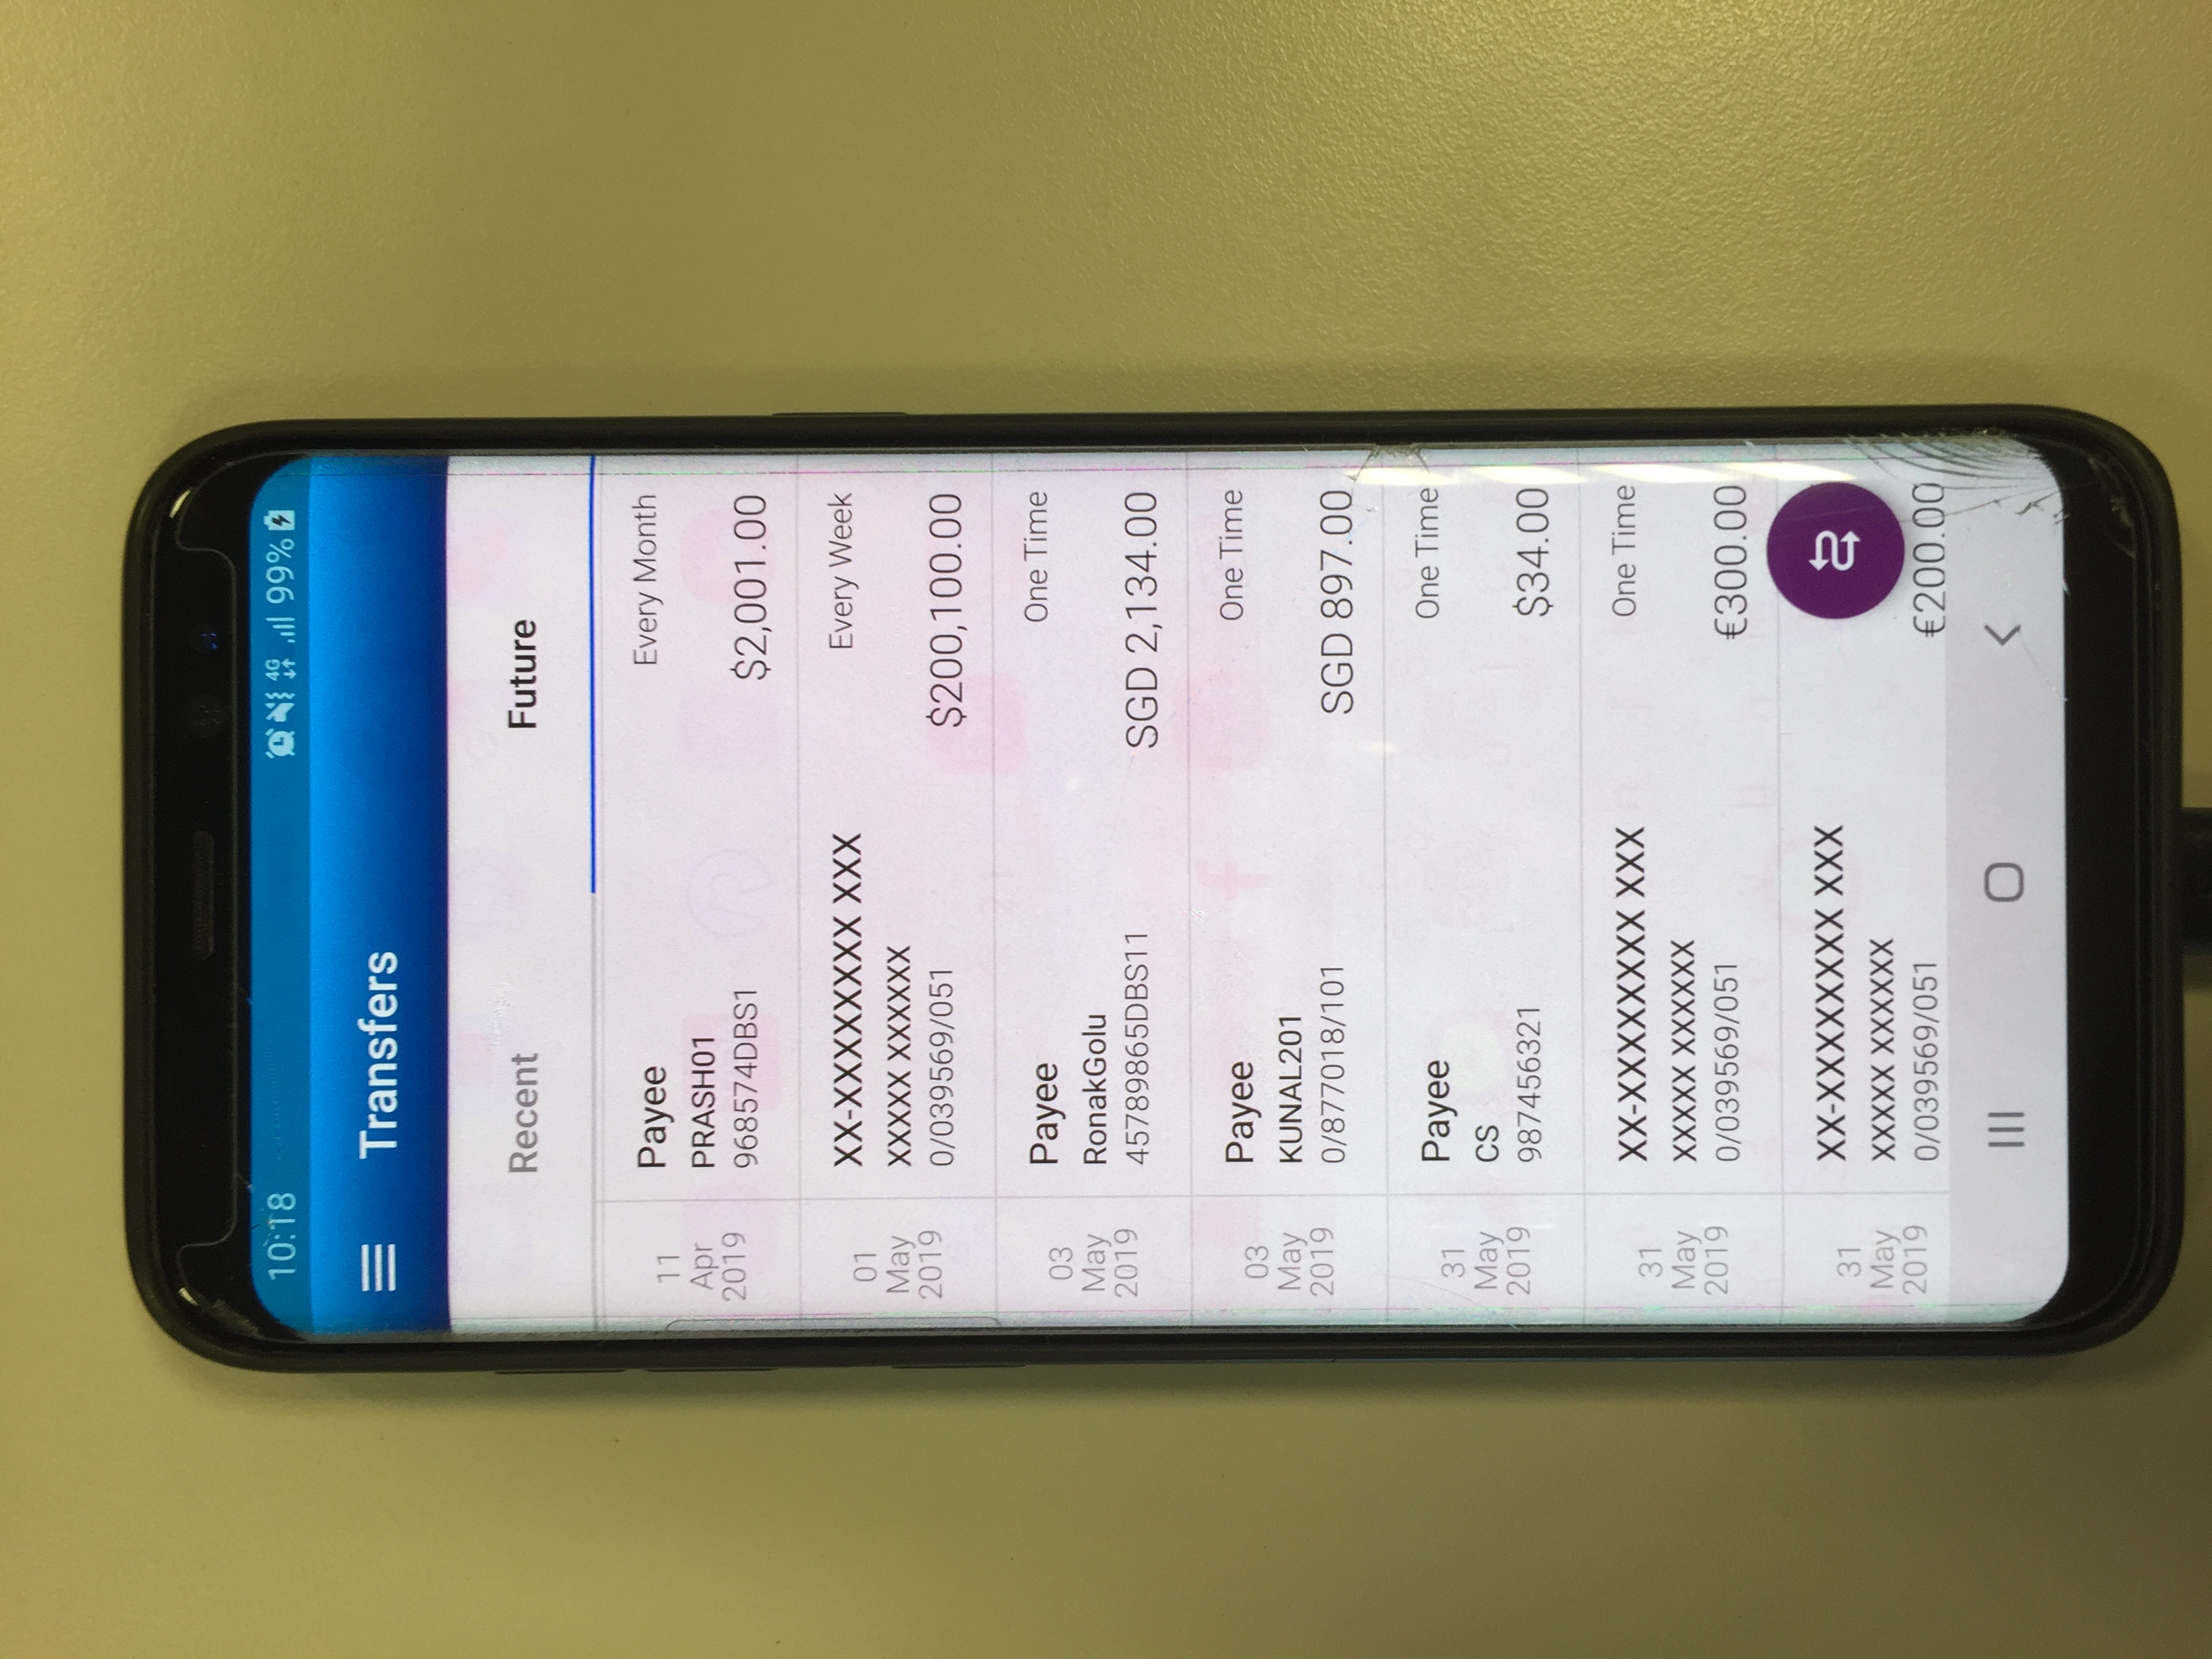 10:18 4G 99%
Transfers
Recent Future
11 Apr 2019
Payee
Every Month
PRASH01
968574DBS1
$2,001.00
01 May 2019
XX-XXXXXXXX XXX
Every Week
XXXXX XXXXXX
0/039569/051
$200,100.00
03 May 2019
Payee
One Time
RonakGolu
45789865DBS11
SGD 2,134.00
03 May 2019
Payee
One Time
KUNAL201
0/877018/101
SGD 897.00
31 May 2019
Payee
One Time
CS
987456321
$34.00
31 May 2019
XX-XXXXXXXX XXX
One Time
XXXXX XXXXXX
0/039569/051
€300.00
31 May 2019
XX-XXXXXXXX XXX
XXXXX XXXXXX
0/039569/051
€200.00